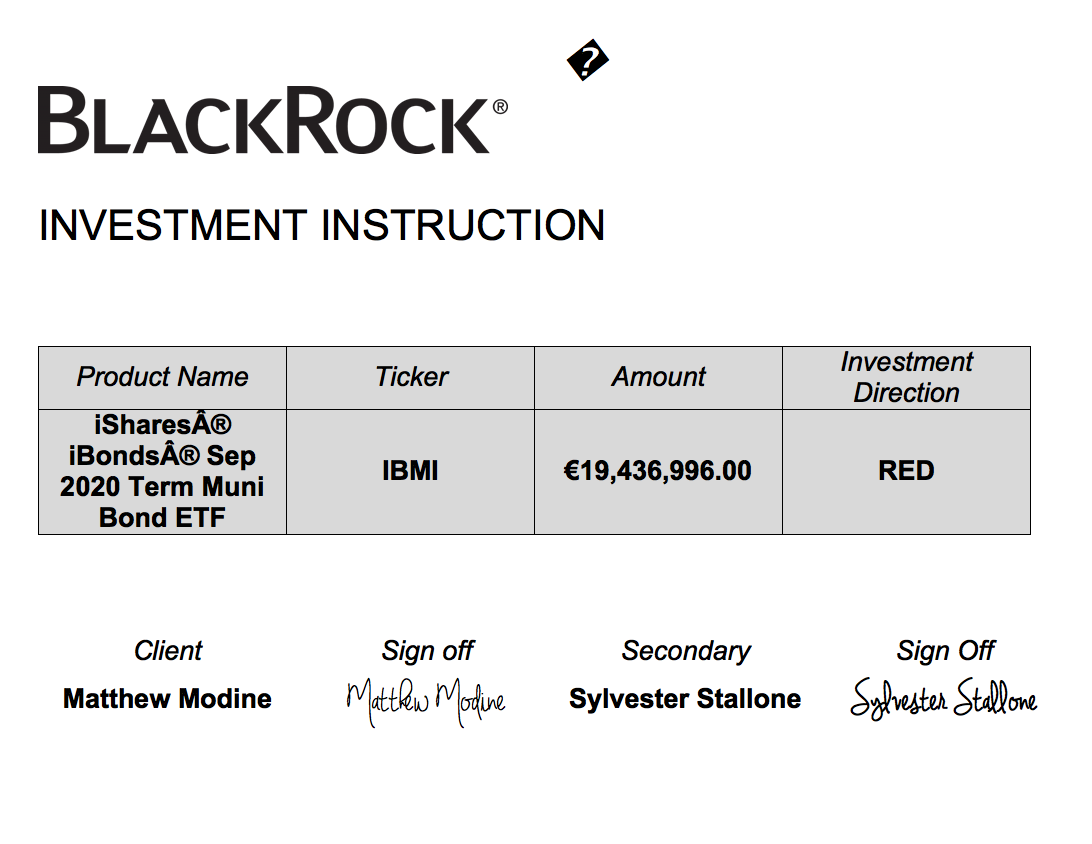 �
BLACKROCK®
INVESTMENT INSTRUCTION
Product Name
Ticker
Amount
Investment
Direction
iSharesÂ®
iBondsÂ® Sep
2020 Term Muni
Bond ETF
IBMI
€19,436,996.00
RED
Client
Sign off
Secondary
Sign Off
Matthew Modine
Matthew Modine
Sylvester Stallone
Sylvester Stallone